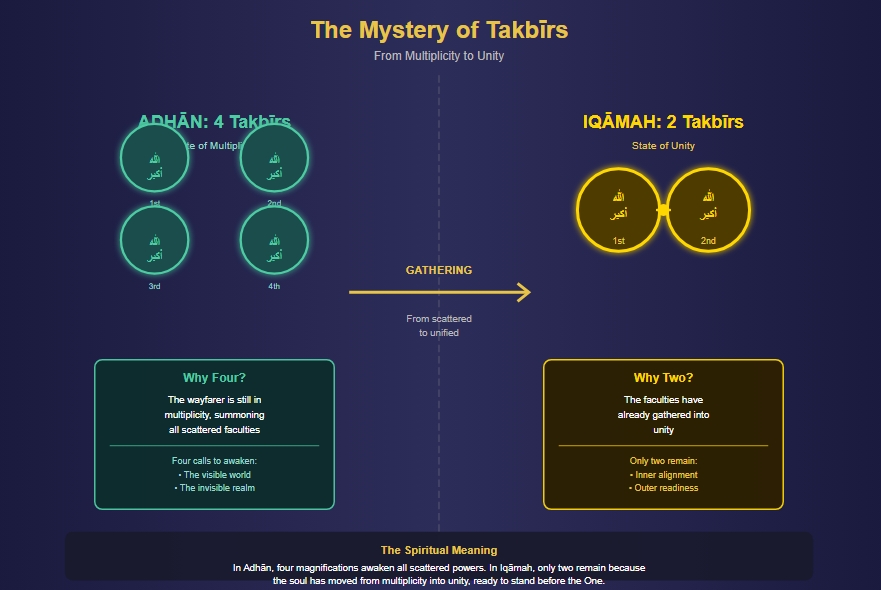 The Mystery of Takbīrs
From Multiplicity to Unity
ADHĀN: 4 Takbīrs
te of Multipli
الله
أكبر
1st
الله
أكبر
2nd
الله
أكبر
3rd
الله
أكبر
4th
GATHERING
From scattered
to unified
IQĀMAH: 2 Takbīrs
State of Unity
الله
أكبر
1st
الله
أكبر
2nd
Why Four?
The wayfarer is still in
multiplicity, summoning
all scattered faculties
Four calls to awaken:
• The visible world
• The invisible realm
Why Two?
The faculties have
already gathered into
unity
Only two remain:
• Inner alignment
• Outer readiness
The Spiritual Meaning
In Adhān, four magnifications awaken all scattered powers. In Iqāmah, only two remain because
the soul has moved from multiplicity into unity, ready to stand before the One.